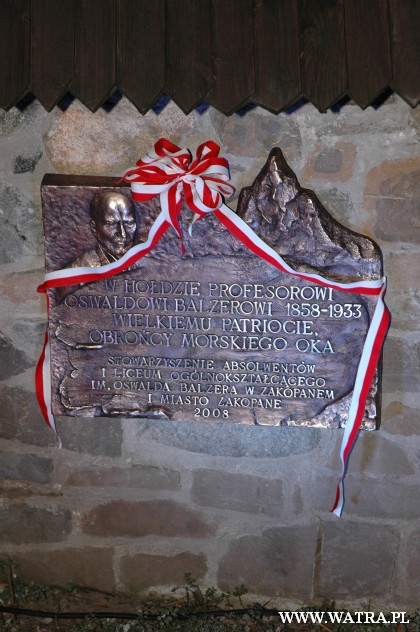 W HOŁDZIE PROFESOROWI
OSWALDOWI BALZEROWI 1858-1933
WIELKIEMU PATRIOCIE,
OBROŃCY MORSKIEGO OKA
STOWARZYSZENIE ABSOLWENTÓW
I LICEUM OGÓLNOKSZTAŁCĄCEGO
IM. OSWALDA BALZERA W ZAKOPANEM
I MIASTO ZAKOPANE
2008
WWW.WATRA.PL